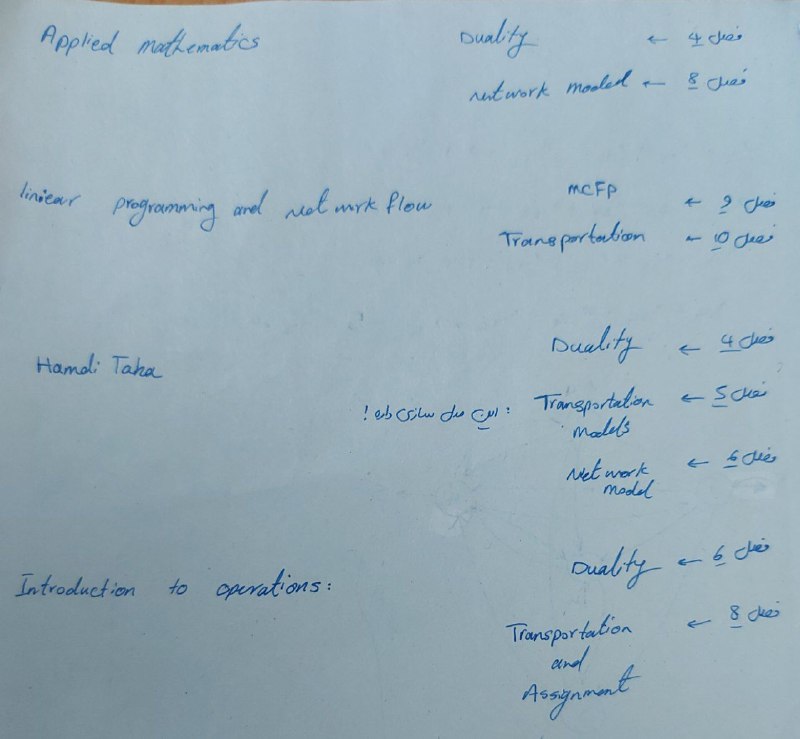 Applied mathematics
Duality ← فصل 4
network moded ← فصل 8
liniear programming and Network flow
MCFP ← فصل 9
Transportation ← فصل 10
Hamdi Taha
Duality ← فصل 4
Transportation ← فصل 5
این مدل سازی داره ! :
models
Network ← فصل 6
model
Introduction to operations:
Duality ← فصل 6
Transportation ← فصل 8
and
Assignment